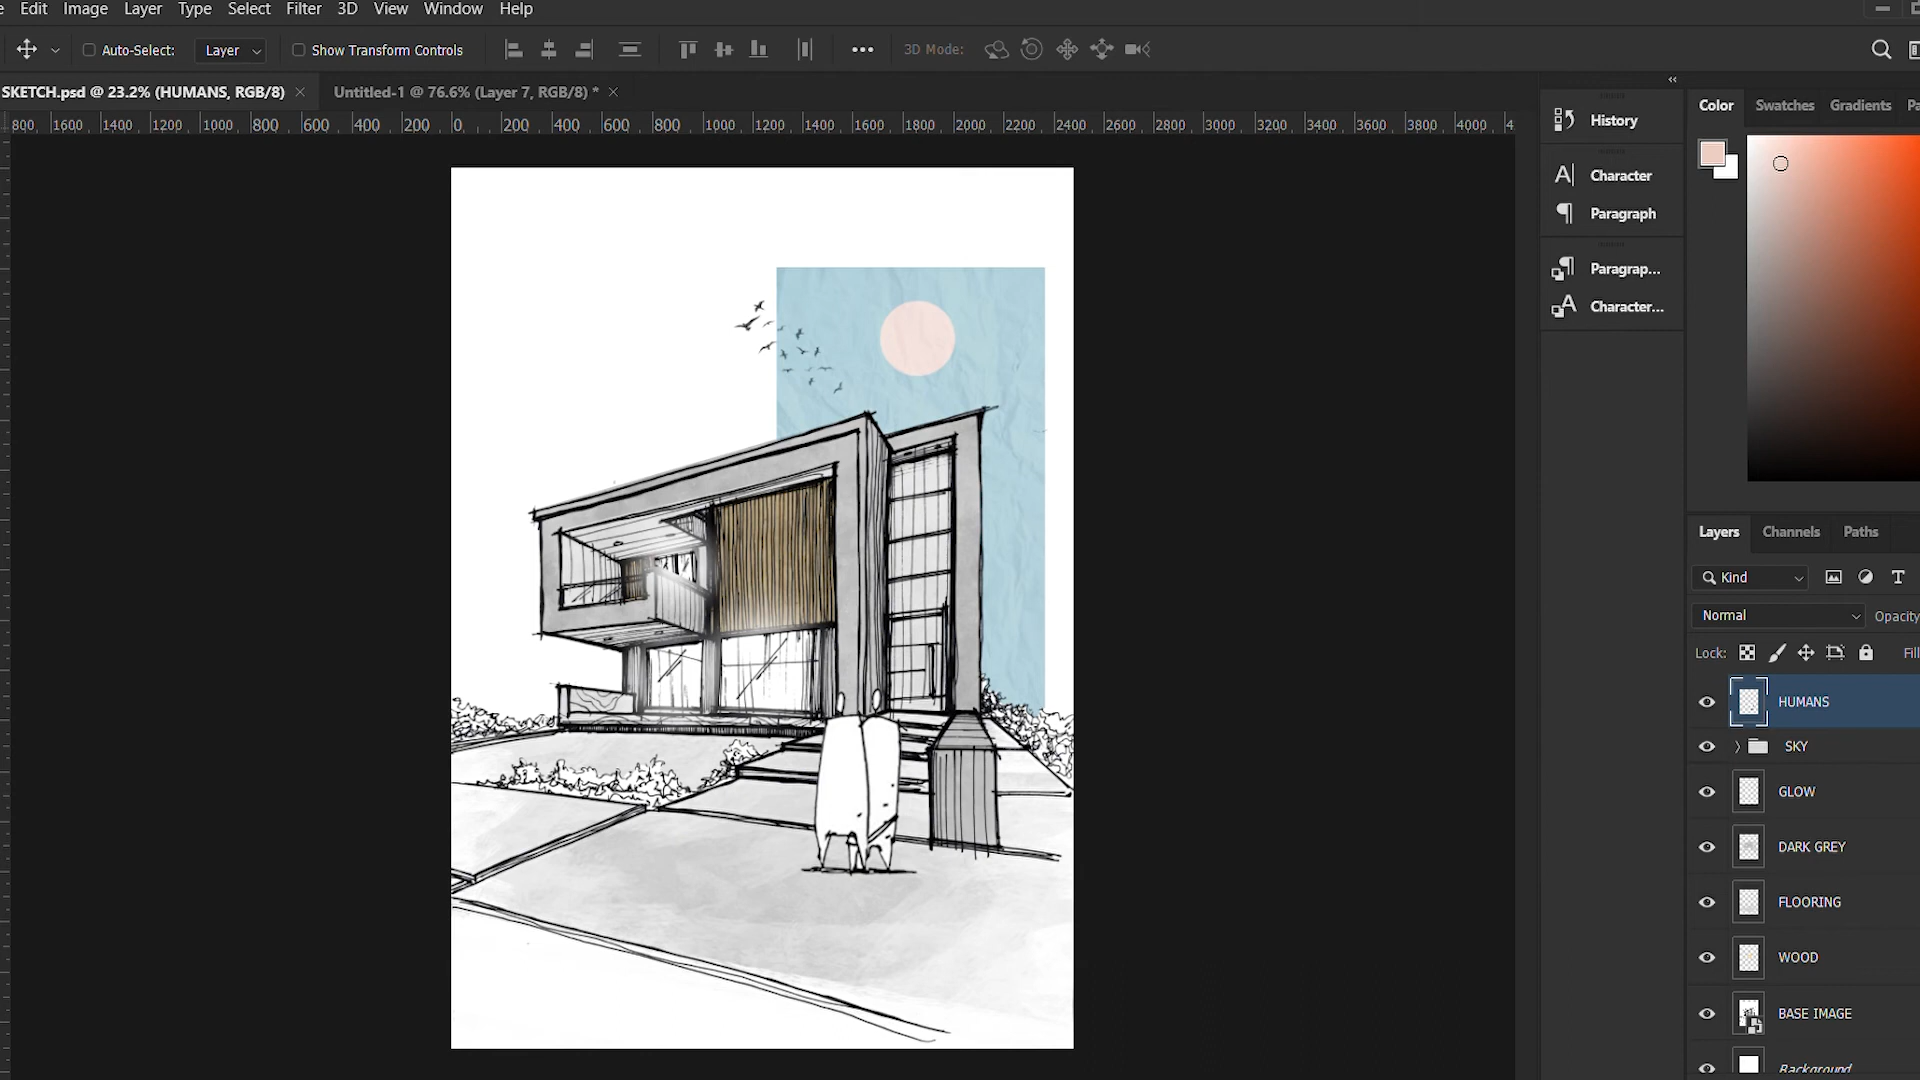 Edit Image Layer Type Select Filter 3D View Window Help
Auto-Select: Layer Show Transform Controls 3D Mode:
SKETCH.psd @ 23.2% (HUMANS, RGB/8) × Untitled-1 @ 76.6% (Layer 7, RGB/8) * ×
800 1600 1400 1200 1000 800 600 400 200 0 200 400 600 800 1000 1200 1400 1600 1800 2000 2200 2400 2600 2800 3000 3200 3400 3600 3800 4000 4
History
Character
Paragraph
Paragrap...
Character...
Color Swatches Gradients Pa
Layers Channels Paths
Kind
Normal Opacity
Lock: Fill
HUMANS
SKY
GLOW
DARK GREY
FLOORING
WOOD
BASE IMAGE
Background